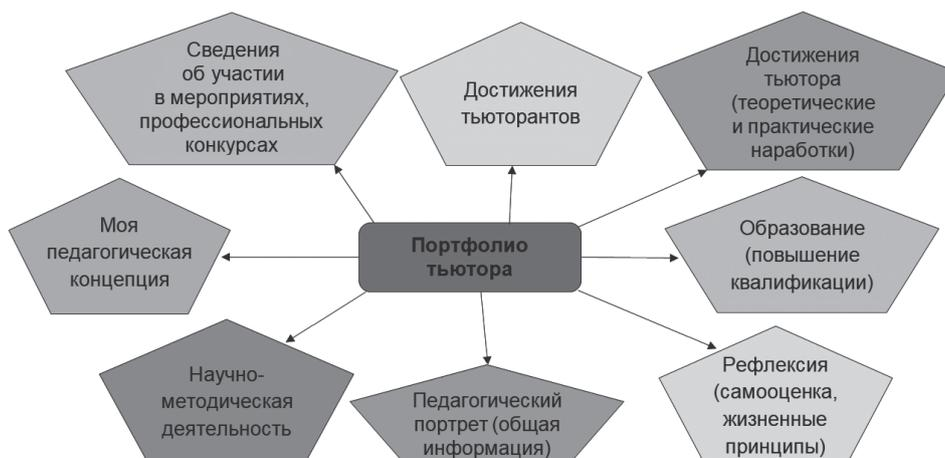 Сведения
об участии
в мероприятиях,
профессиональных
конкурсах
Достижения
тьюторантов
Достижения
тьютора
(теоретические
и практические
наработки)
Моя
педагогическая
концепция
Портфолио
тьютора
Образование
(повышение
квалификации)
Научно-
методическая
деятельность
Педагогический
портрет (общая
информация)
Рефлексия
(самооценка,
жизненные
принципы)